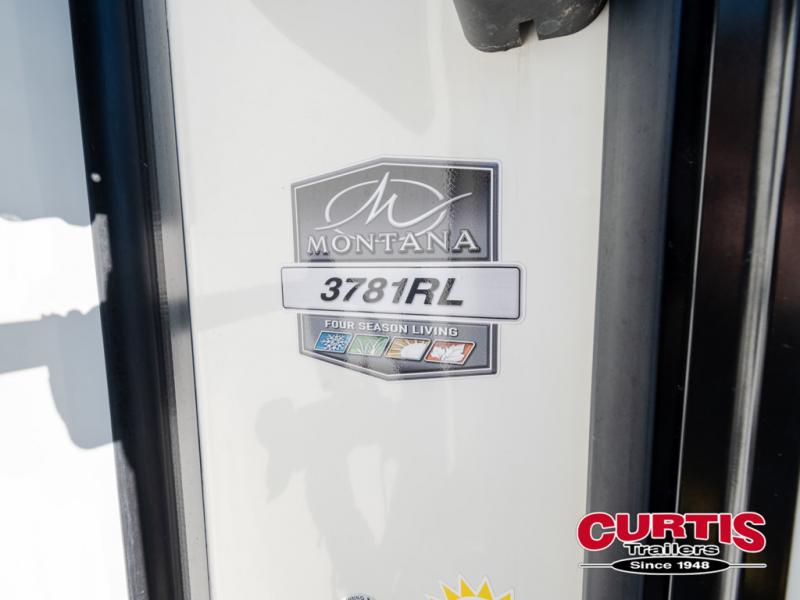 MONTANA
3781RL
FOUR SEASON LIVING
CURTIS
Trailers
Since 1948